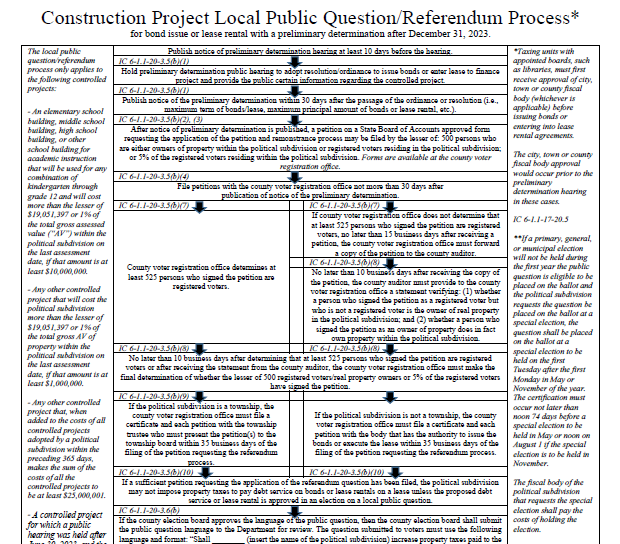 Construction Project Local Public Question/Referendum Process*
for bond issue or lease rental with a preliminary determination after December 31, 2023.
The local public
question/referendum
process only applies to
the following controlled
projects:
- An elementary school
building, middle school
building, high school
building, or other
school building for
academic instruction
that will be used for any
combination of
kindergarten through
grade 12 and will cost
more than the lesser of
$19,051,397 or 1% of
the total gross assessed
value ("AV") within the
political subdivision on
the last assessment
date, if that amount is at
least $10,000,000.
- Any other controlled
project that will cost the
political subdivision
more than the lesser of
$19,051,397 or 1% of
the total gross AV of
property within the
political subdivision on
the last assessment
date, if that amount is at
least $1,000,000.
- Any other controlled
project that, when
added to the costs of all
controlled projects
adopted by a political
subdivision within the
preceding 365 days,
makes the sum of the
costs of all the
controlled projects to
be at least $25,000,001.
- A controlled project
for which a public
hearing was held after
Publish notice of preliminary determination hearing at least 10 days before the hearing.
IC 6-1.1-20-3.5(b)(1)
Hold preliminary determination public hearing to adopt resolution/ordinance to issue bonds or enter lease to finance
project and provide the public certain information regarding the controlled project.
IC 6-1.1-20-3.5(b)(1)
Publish notice of the preliminary determination within 30 days after the passage of the ordinance or resolution (i.e.,
maximum term of bonds/lease, maximum principal amount of bonds or lease rental, etc.).
IC 6-1.1-20-3.5(b)(2), (3)
After notice of preliminary determination is published, a petition on a State Board of Accounts approved form
requesting the application of the petition and remonstrance process may be filed by the lesser of: 500 persons who
are either owners of property within the political subdivision or registered voters residing in the political subdivision;
or 5% of the registered voters residing within the political subdivision. Forms are available at the county voter
registration office.
IC 6-1.1-20-3.5(b)(4)
File petitions with the county voter registration office not more than 30 days after
publication of notice of the preliminary determination.
IC 6-1.1-20-3.5(b)(7)
County voter registration office determines at
least 525 persons who signed the petition are
registered voters.
IC 6-1.1-20-3.5(b)(7)
If county voter registration office does not determine that
at least 525 persons who signed the petition are registered
voters, no later than 15 business days after receiving a
petition, the county voter registration office must forward
a copy of the petition to the county auditor.
IC 6-1.1-20-3.5(b)(8)
No later than 10 business days after receiving the copy of
the petition, the county auditor must provide to the county
voter registration office a statement verifying: (1) whether
a person who signed the petition as a registered voter but
who is not a registered voter is the owner of real property
in the political subdivision; and (2) whether a person who
signed the petition as an owner of property does in fact
own property within the political subdivision.
IC 6-1.1-20-3.5(b)(8)
IC 6-1.1-20-3.5(b)(8)
No later than 10 business days after determining that at least 525 persons who signed the petition are registered
voters or after receiving the statement from the county auditor, the county voter registration office must make the
final determination of whether the lesser of 500 registered voters/real property owners or 5% of the registered voters
have signed the petition.
IC 6-1.1-20-3.5(b)(9)
If the political subdivision is a township, the
county voter registration office must file a
certificate and each petition with the township
trustee who must present the petition(s) to the
township board within 35 business days of the
filing of the petition requesting the referendum
process.
If the political subdivision is not a township, the county
voter registration office must file a certificate and each
petition with the body that has the authority to issue the
bonds or execute the lease within 35 business days of the
filing of the petition requesting the referendum process.
IC 6-1.1-20-3.5(b)(10)
IC 6-1.1-20-3.5(b)(10)
If a sufficient petition requesting the application of the referendum question has been filed, the political subdivision
may not impose property taxes to pay debt service on bonds or lease rentals on a lease unless the proposed debt
service or lease rental is approved in an election on a local public question.
IC 6-1.1-20-3.6(b)
If the county election board approves the language of the public question, then the county election board shall submit
the public question language to the Department for review. The question submitted to voters must use the following
language and format: "Shall ______ (insert the name of the political subdivision) increase property taxes paid to the
*Taxing units with
appointed boards, such
as libraries, must first
receive approval of city,
town or county fiscal
body (whichever is
applicable) before
issuing bonds or
entering into lease
rental agreements.
The city, town or county
fiscal body approval
would occur prior to the
preliminary
determination hearing
in these cases.
IC 6-1.1-17-20.5
**If a primary, general,
or municipal election
will not be held during
the first year the public
question is eligible to be
placed on the ballot and
the political subdivision
requests the question be
placed on the ballot at a
special election, the
question shall be
placed on the ballot at a
special election to be
held on the first
Tuesday after the first
Monday in May or
November of the year.
The certification must
occur not later than
noon 74 days before a
special election to be
held in May or noon on
August 1 if the special
election is to be held in
November.
The fiscal body of the
political subdivision
that requests the special
election shall pay the
costs of holding the
election.